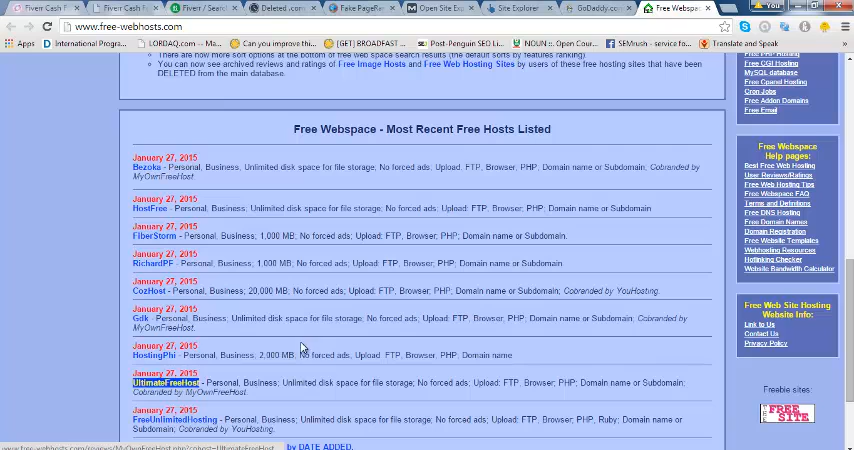 Fiverr Cash F
Fiverr Cash F
Fiverr / Sear
Deleted .com
Fake PageRa
Open Site Exp
Site Explorer
GoDaddy.com
Free Webspac
You
www.free-webhosts.com
Apps
International Prog...
LORDAQ.com -- Ma
Can you improve thi...
[GET] BROADCAST ...
Post-Penguin SEO Li...
NOUN :: Open Cour...
SEMrush - service fo...
Translate and Speak
There are now more sort options at the bottom of free web space search results (the default sorts by features ranking).
You can now see archived reviews and ratings of Free Image Hosts and Free Web Hosting Sites by users of these free hosting sites that have been
DELETED from the main database.
Free Webspace - Most Recent Free Hosts Listed
January 27, 2015
Bezoka - Personal, Business, Unlimited disk space for file storage; No forced ads; Upload: FTP, Browser, PHP; Domain name or Subdomain; Cobranded by
MyOwnFreeHost.
January 27, 2015
HostFree - Personal, Business; Unlimited disk space for file storage; No forced ads; Upload: FTP, Browser, PHP; Domain name or Subdomain
January 27, 2015
FiberStorm - Personal, Business; 1,000 MB; No forced ads; Upload: FTP, Browser; PHP; Domain name or Subdomain.
January 27, 2015
RichardPF - Personal, Business; 1,000 MB; No forced ads; Upload: FTP, Browser; PHP; Domain name or Subdomain
January 27, 2015
CozHost - Personal, Business; 20,000 MB; No forced ads; Upload: FTP, Browser; PHP; Domain name or Subdomain; Cobranded by YouHosting.
January 27, 2015
Gdk - Personal, Business; Unlimited disk space for file storage; No forced ads; Upload: FTP, Browser; PHP; Domain name or Subdomain; Cobranded by
MyOwnFreeHost.
January 27, 2015
HostingPhi - Personal, Business; 2,000 MB; No forced ads; Upload: FTP, Browser; PHP; Domain name
January 27, 2015
UltimateFreeHost - Personal, Business; Unlimited disk space for file storage; No forced ads; Upload: FTP, Browser; PHP; Domain name or Subdomain;
Cobranded by MyOwnFreeHost.
January 27, 2015
FreeUnlimitedHosting - Personal, Business; Unlimited disk space for file storage; No forced ads; Upload: FTP, Browser; PHP, Ruby; Domain name or
Subdomain; Cobranded by YouHosting.
by DATE ADDED.
www.free-webhosts.com/reviews/MyOwnFreeHost.php?cohost=UltimateFreeHost
Free PHP Hosting
Free CGI Hosting
MySQL database
Free Cpanel Hosting
Cron Jobs
Free Addon Domains
Free Email
Free Webspace
Help pages:
Best Free Web Hosting
User Reviews/Ratings
Free Web Hosting Tips
Free Webspace FAQ
Terms and Definitions
Free DNS Hosting
Free Domain Names
Domain Registration
Free Website Templates
Webhosting Resources
Hotlinking Checker
Website Bandwidth Calculator
Free Web Site Hosting
Website Info:
Link to Us
Contact Us
Privacy Policy
Freebie sites:
FREE
SITE